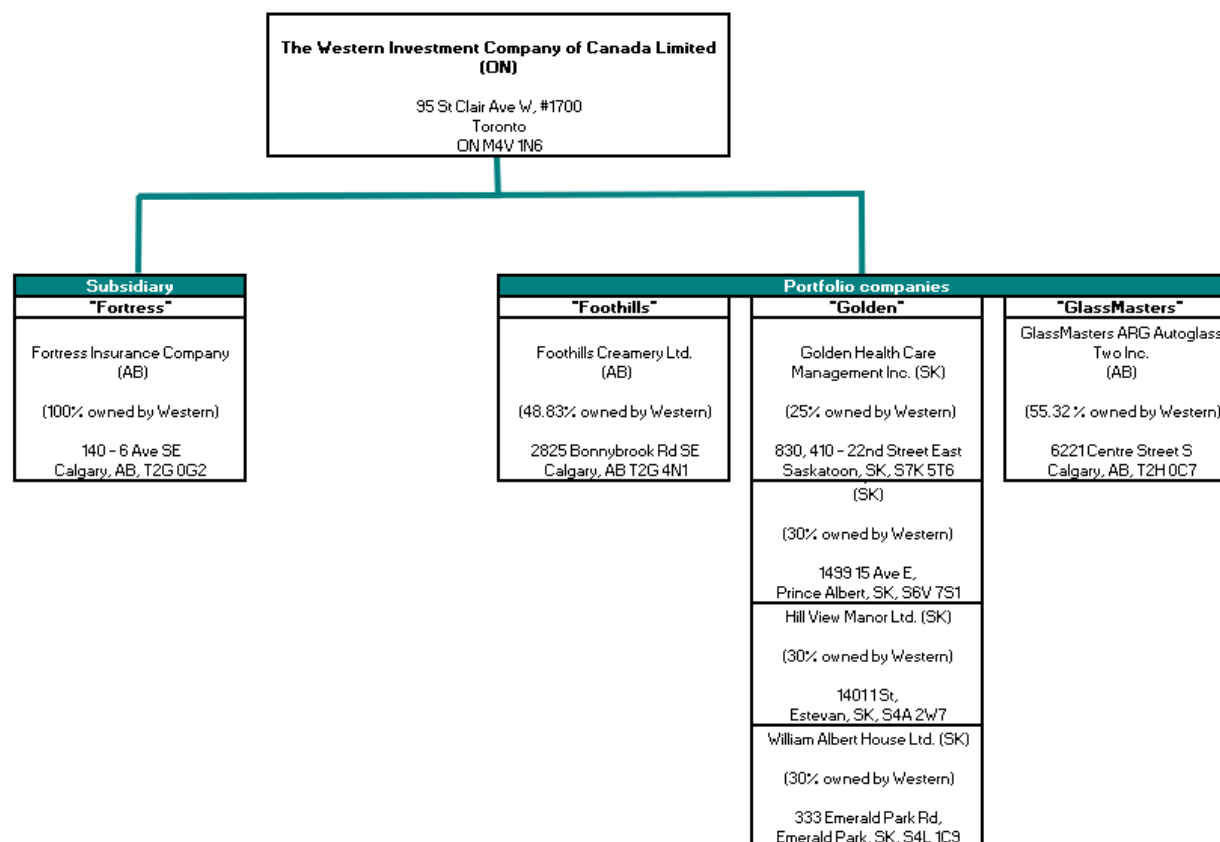 The Western Investment Company of Canada Limited
(ON)
95 St Clair Ave W, #1700
Toronto
ON M4V 1N6
Subsidiary
"Fortress"
Fortress Insurance Company
(AB)
(100% owned by Western)
140 - 6 Ave SE
Calgary, AB, T2G 0G2
Portfolio companies
"Foothills"
Foothills Creamery Ltd.
(AB)
(48.83% owned by Western)
2825 Bonnybrook Rd SE
Calgary, AB T2G 4N1
"Golden"
Golden Health Care
Management Inc. (SK)
(25% owned by Western)
830, 410 - 22nd Street East
Saskatoon, SK, S7K 5T6
(SK)
(30% owned by Western)
1499 15 Ave E,
Prince Albert, SK, S6V 7S1
Hill View Manor Ltd. (SK)
(30% owned by Western)
1401 1 St,
Estevan, SK, S4A 2W7
William Albert House Ltd. (SK)
(30% owned by Western)
333 Emerald Park Rd,
Emerald Park, SK, S4L 1C9
"GlassMasters"
GlassMasters ARG Autoglass
Two Inc.
(AB)
(55.32 % owned by Western)
6221 Centre Street S
Calgary, AB, T2H 0C7